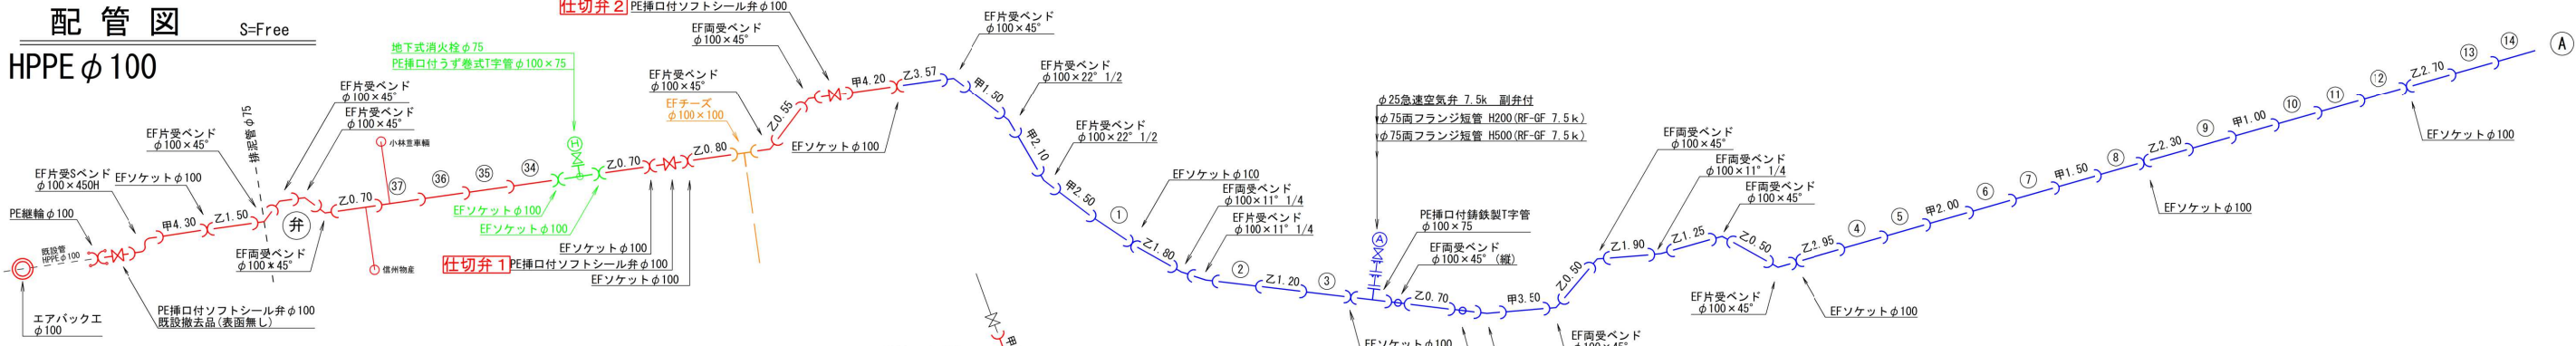 配管図
S=Free
HPPEφ100
仕切弁2
PE挿口付ソフトシール弁φ100
EF両受ベンド
φ100×45°
EF片受ベンド
φ100×45°
地下式消火栓φ75
PE挿口付うず巻式T字管φ100×75
EF片受ベンド
φ100×45°
EFチーズ
φ100×100
EF片受ベンド
φ100×45°
EF片受ベンド
φ100×45°
EF片受ベンド
φ100×45°
排泥管φ75
EF片受Sベンド
φ100×450H
EFソケットφ100
PE継輪φ100
既設管
HPPEφ100
甲4.30
乙1.50
弁
乙0.70
小林亘車輌
信州物産
37
36
35
34
H
乙0.70
乙0.80
乙0.55
甲4.20
乙3.57
EFソケットφ100
EFソケットφ100
EFソケットφ100
EFソケットφ100
EFソケットφ100
仕切弁1
PE挿口付ソフトシール弁φ100
EF両受ベンド
φ100×45°
エアバック工
φ100
PE挿口付ソフトシール弁φ100
既設撤去品(表函無し)
甲1.50
EF片受ベンド
φ100×22°1/2
甲2.10
EF片受ベンド
φ100×22°1/2
甲2.50
①
EFソケットφ100
乙1.80
EF両受ベンド
φ100×11°1/4
EF片受ベンド
φ100×11°1/4
②
乙1.20
③
φ25急速空気弁 7.5k 副弁付
φ75両フランジ短管 H200(RF-GF 7.5k)
φ75両フランジ短管 H500(RF-GF 7.5k)
A
PE挿口付鋳鉄製T字管
φ100×75
EF両受ベンド
φ100×45°(縦)
乙0.70
甲3.50
乙0.50
EFソケットφ100
EF両受ベンド
φ100×45°
EF両受ベンド
φ100×45°
EF両受ベンド
φ100×11°1/4
EF両受ベンド
φ100×45°
乙1.90
乙1.25
乙0.50
EF片受ベンド
φ100×45°
EFソケットφ100
乙2.95
④
⑤
甲2.00
⑥
⑦
甲1.50
⑧
乙2.30
EFソケットφ100
⑨
甲1.00
⑩
⑪
⑫
乙2.70
EFソケットφ100
⑬
⑭
A
甲